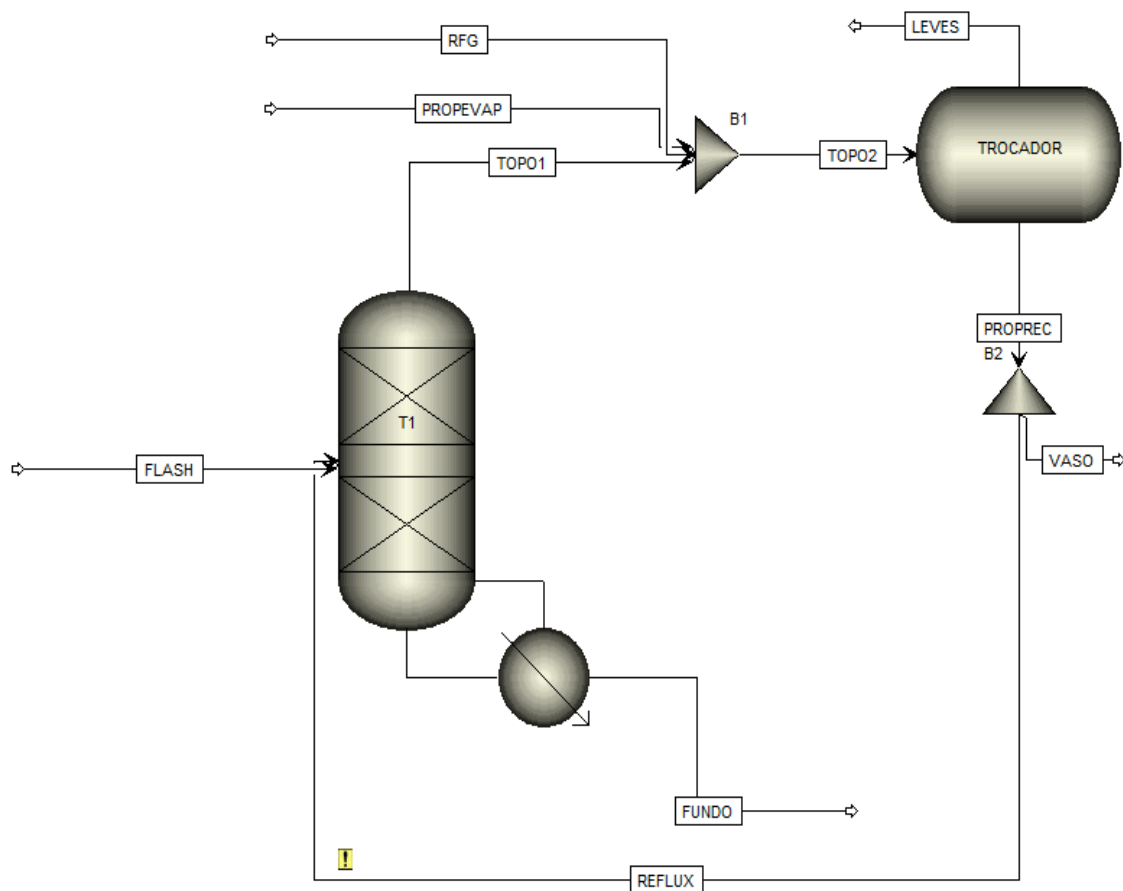 LEVES
RFG
PROPEVAP
B1
TOPO1
TOPO2
TROCADOR
PROPREC
B2
T1
FLASH
VASO
FUNDO
!
REFLUX